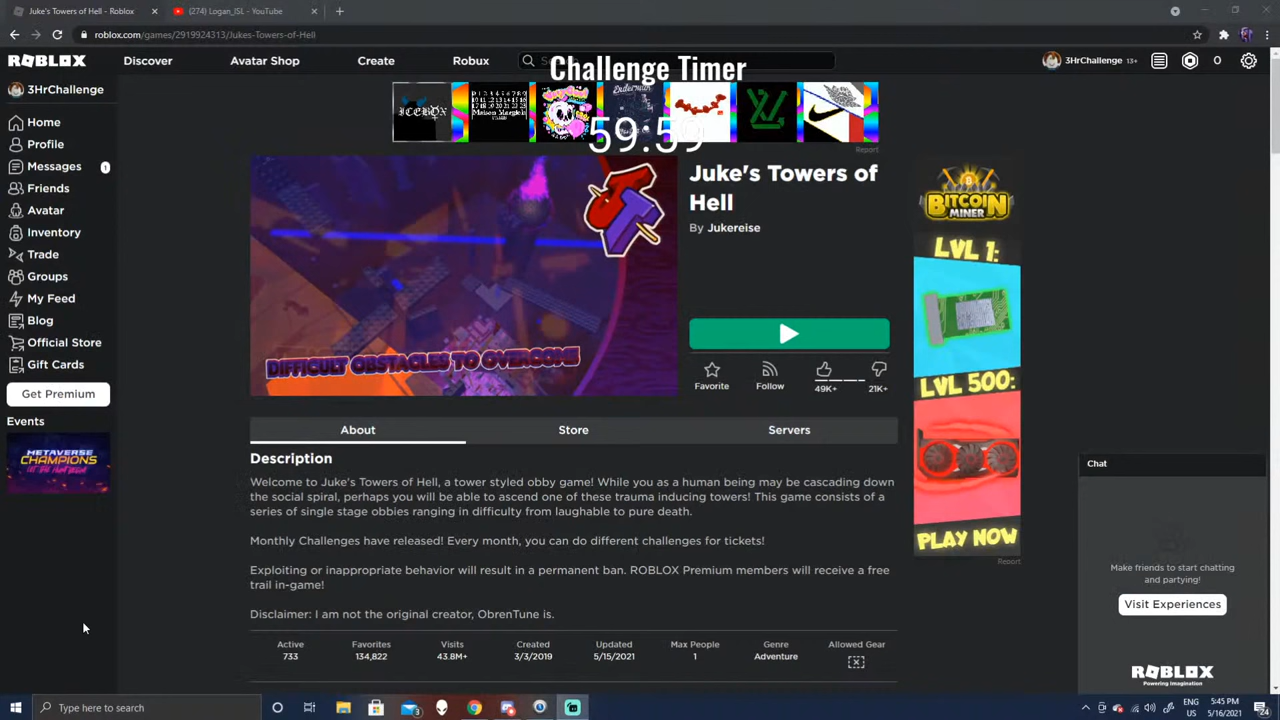 Juke's Towers of Hell - Roblox
(274) Logan_JSL - YouTube
roblox.com/games/2919924313/Jukes-Towers-of-Hell
ROBLOX
Discover
Avatar Shop
Create
Robux
3HrChallenge 13+
0
Challenge Timer
59:59
ICEBOX
Report
3HrChallenge
Home
Profile
Messages 1
Friends
Avatar
Inventory
Trade
Groups
My Feed
Blog
Official Store
Gift Cards
Get Premium
Events
METAVERSE
CHAMPIONS
DIFFICULT OBSTACLES TO OVERCOME
Juke's Towers of
Hell
By Jukereise
Favorite
Follow
49K+
21K+
About
Store
Servers
Description
Welcome to Juke's Towers of Hell, a tower styled obby game! While you as a human being may be cascading down
the social spiral, perhaps you will be able to ascend one of these trauma inducing towers! This game consists of a
series of single stage obbies ranging in difficulty from laughable to pure death.
Monthly Challenges have released! Every month, you can do different challenges for tickets!
Exploiting or inappropriate behavior will result in a permanent ban. ROBLOX Premium members will receive a free
trail in-game!
Disclaimer: I am not the original creator, ObrenTune is.
Active
733
Favorites
134,822
Visits
43.8M+
Created
3/3/2019
Updated
5/15/2021
Max People
1
Genre
Adventure
Allowed Gear
BITCOIN
MINER
LVL 1:
LVL 500:
PLAY NOW
Report
Chat
Make friends to start chatting
and partying!
Visit Experiences
ROBLOX
Powering Imagination
Type here to search
3
ENG
US
5:45 PM
5/16/2021
24